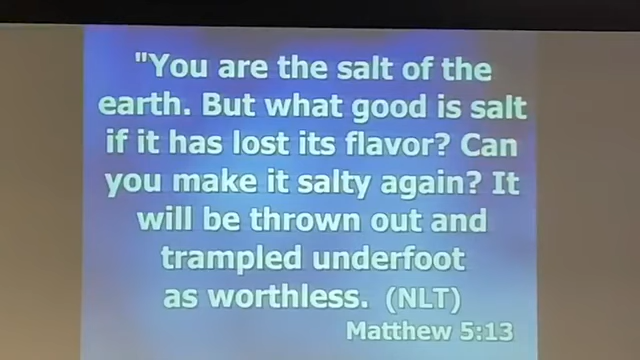 "You are the salt of the
earth. But what good is salt
if it has lost its flavor? Can
you make it salty again? It
will be thrown out and
trampled underfoot
as worthless. (NLT)
Matthew 5:13